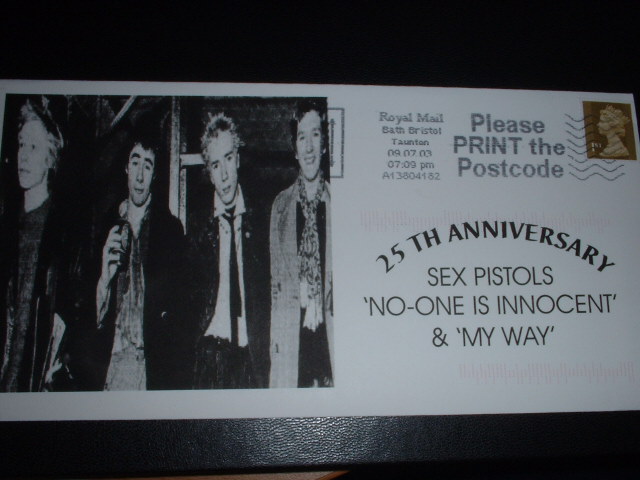 Royal Mail
Bath Bristol
Taunton
09.07.03
07:09 pm
A13804182
Please
PRINT the
Postcode
1ST
25 TH ANNIVERSARY
SEX PISTOLS
'NO-ONE IS INNOCENT'
& 'MY WAY'